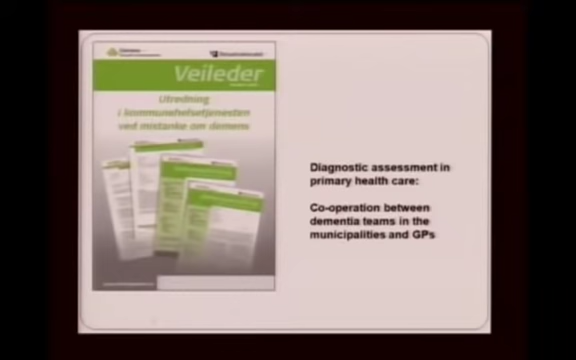 Veileder
Utredning
i kommunehelsetjenesten
ved mistanke om demens
Diagnostic assessment in
primary health care:
Co-operation between
dementia teams in the
municipalities and GPs